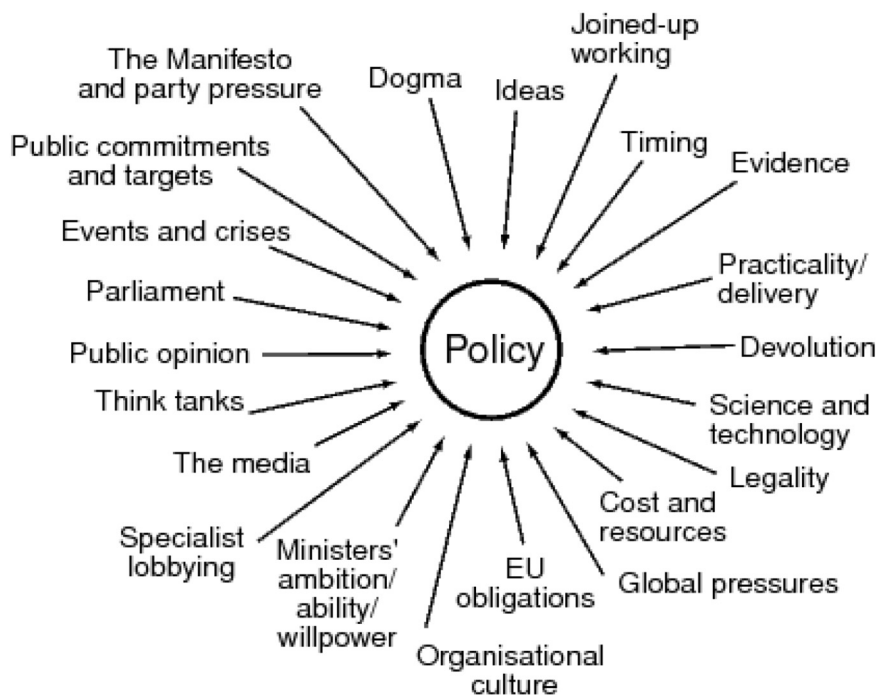 Joined-up
working
The Manifesto
and party pressure
Dogma
Ideas
Public commitments
and targets
Timing
Evidence
Events and crises
Practicality/
delivery
Parliament
Public opinion
Policy
Devolution
Think tanks
Science and
technology
The media
Legality
Cost and
resources
Specialist
lobbying
Ministers'
ambition/
ability/
willpower
EU
obligations
Global pressures
Organisational
culture